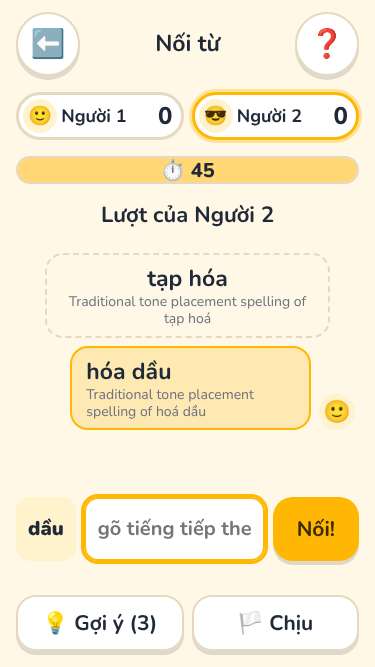 Nối từ
Người 1 0
Người 2 0
45
Lượt của Người 2
tạp hóa
Traditional tone placement spelling of
tạp hoá
hóa dầu
Traditional tone placement
spelling of hoá dầu
dầu
gõ tiếng tiếp the
Nối!
Gợi ý (3)
Chịu